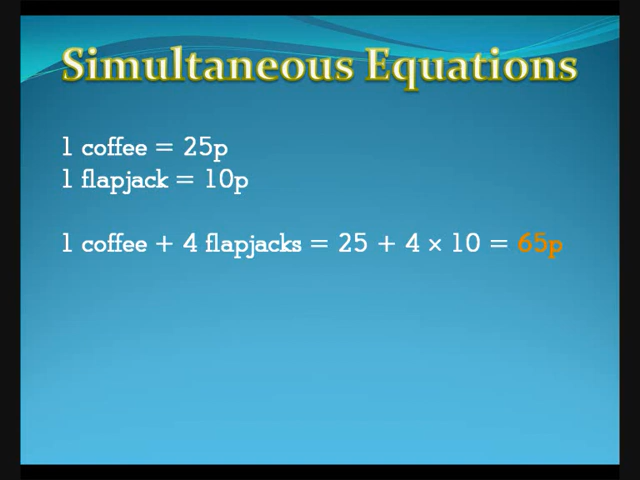 Simultaneous Equations
1 coffee = 25p
1 flapjack = 10p
1 coffee + 4 flapjacks = 25 + 4 x 10 = 65p